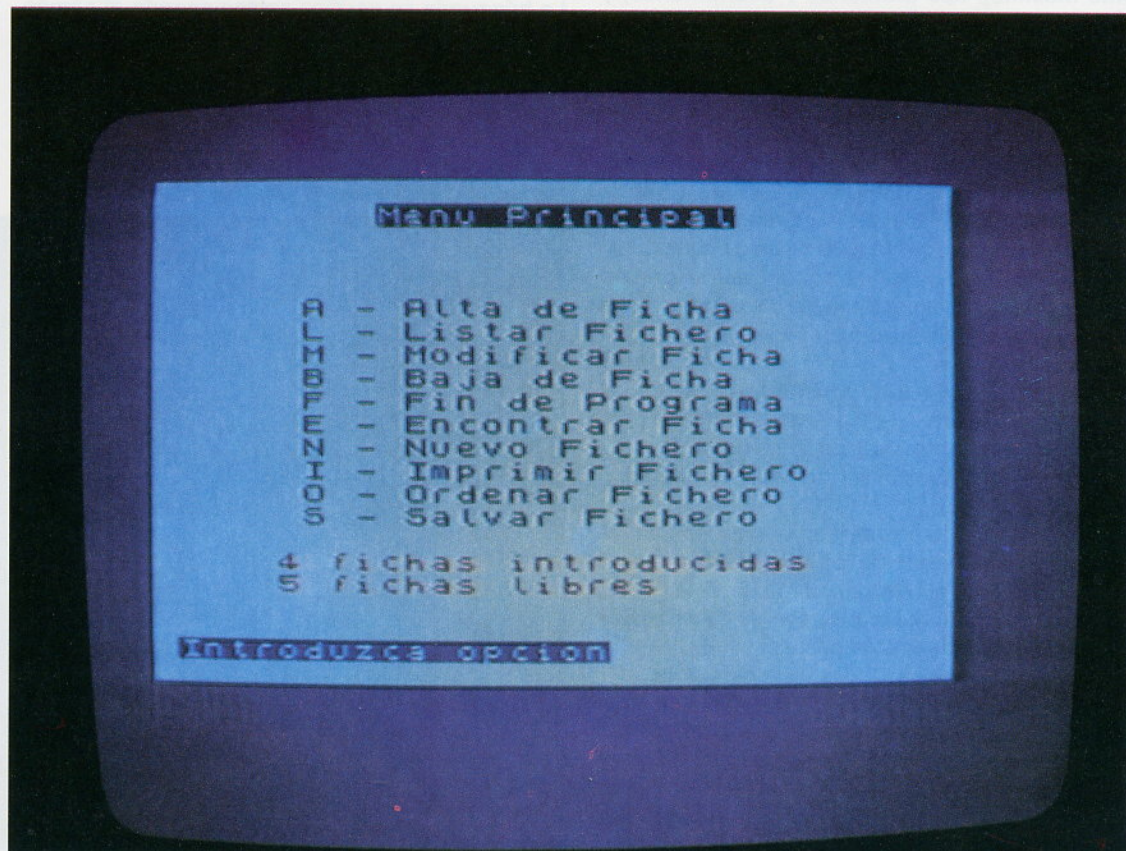 Menu Principal
A - Alta de Ficha
L - Listar Fichero
M - Modificar Ficha
B - Baja de Ficha
F - Fin de Programa
E - Encontrar Ficha
N - Nuevo Fichero
I - Imprimir Fichero
O - Ordenar Fichero
S - Salvar Fichero
4 fichas introducidas
5 fichas libres
Introduzca opcion